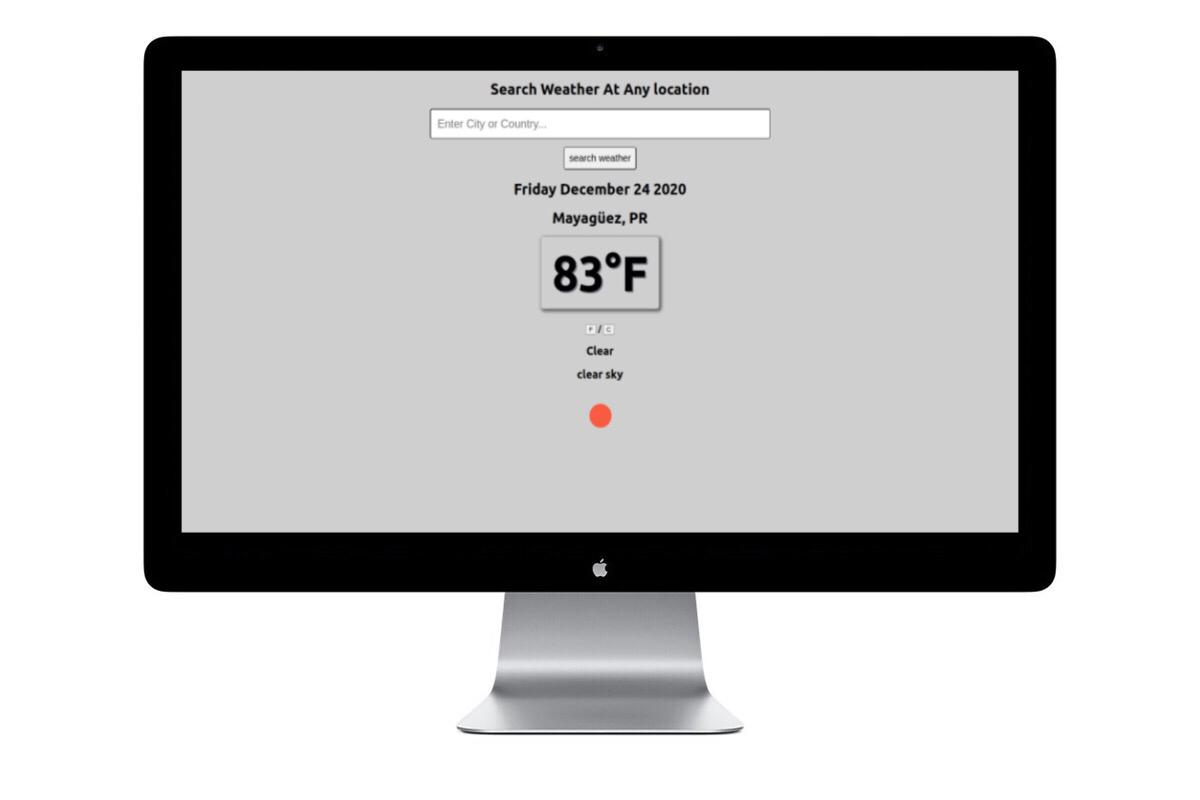 Search Weather At Any location
Enter City or Country...
search weather
Friday December 24 2020
Mayagüez, PR
83°F
F / C
Clear
clear sky